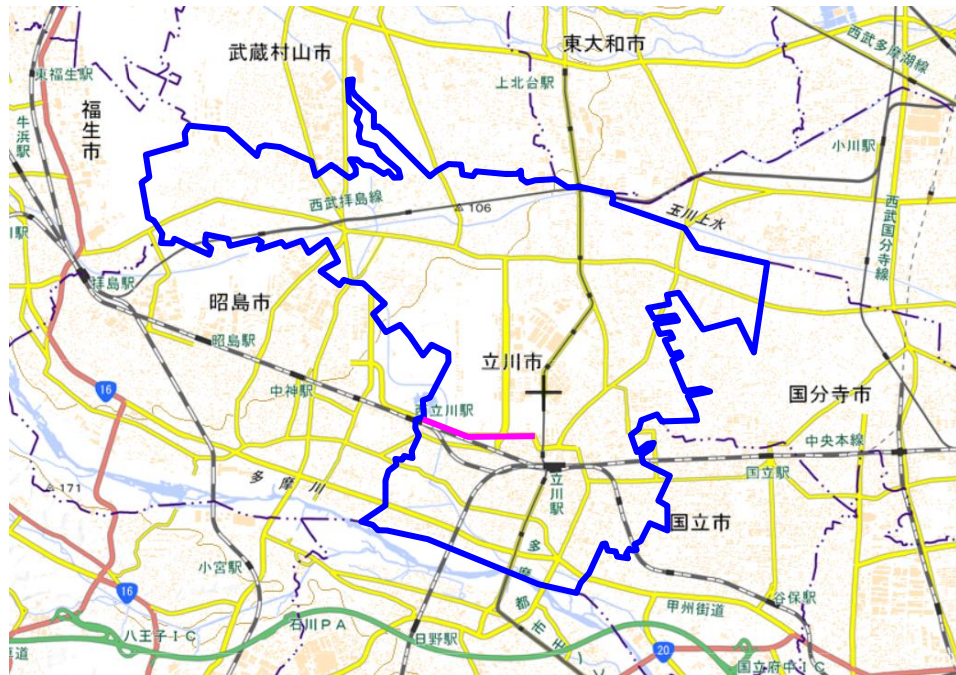 武蔵村山市
東大和市
西武多摩湖線
上北台駅
東福生駅
福生市
牛浜駅
小川駅
西武拝島線
106
玉川上水
西武国分寺線
川駅
拝島駅
昭島市
昭島駅
立川市
16
中神駅
西立川駅
国分寺市
中央本線
国立駅
171
多摩川
立川駅
国立市
小宮駅
多摩都市モノ
甲州街道
谷保駅
16
八王子IC
石川PA
日野駅
20
国立府中IC
車道